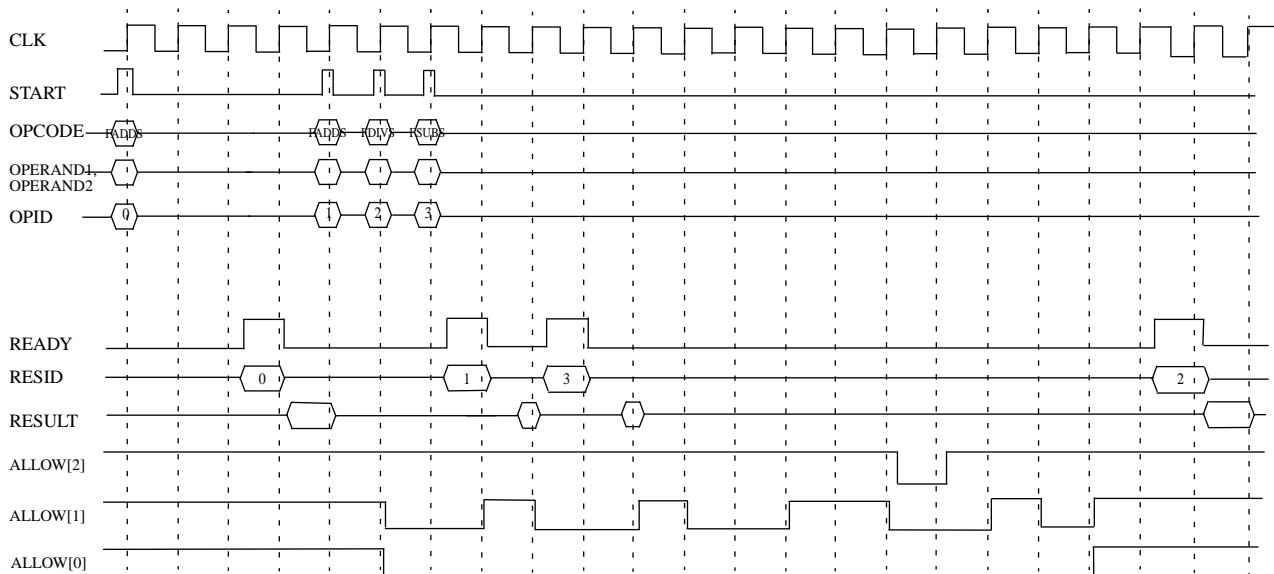 CLK
START
OPCODE FADDS FADDS FDIVS FSUBS
OPERAND1,
OPERAND2
OPID 0 1 2 3
READY
RESID 0 1 3 2
RESULT
ALLOW[2]
ALLOW[1]
ALLOW[0]